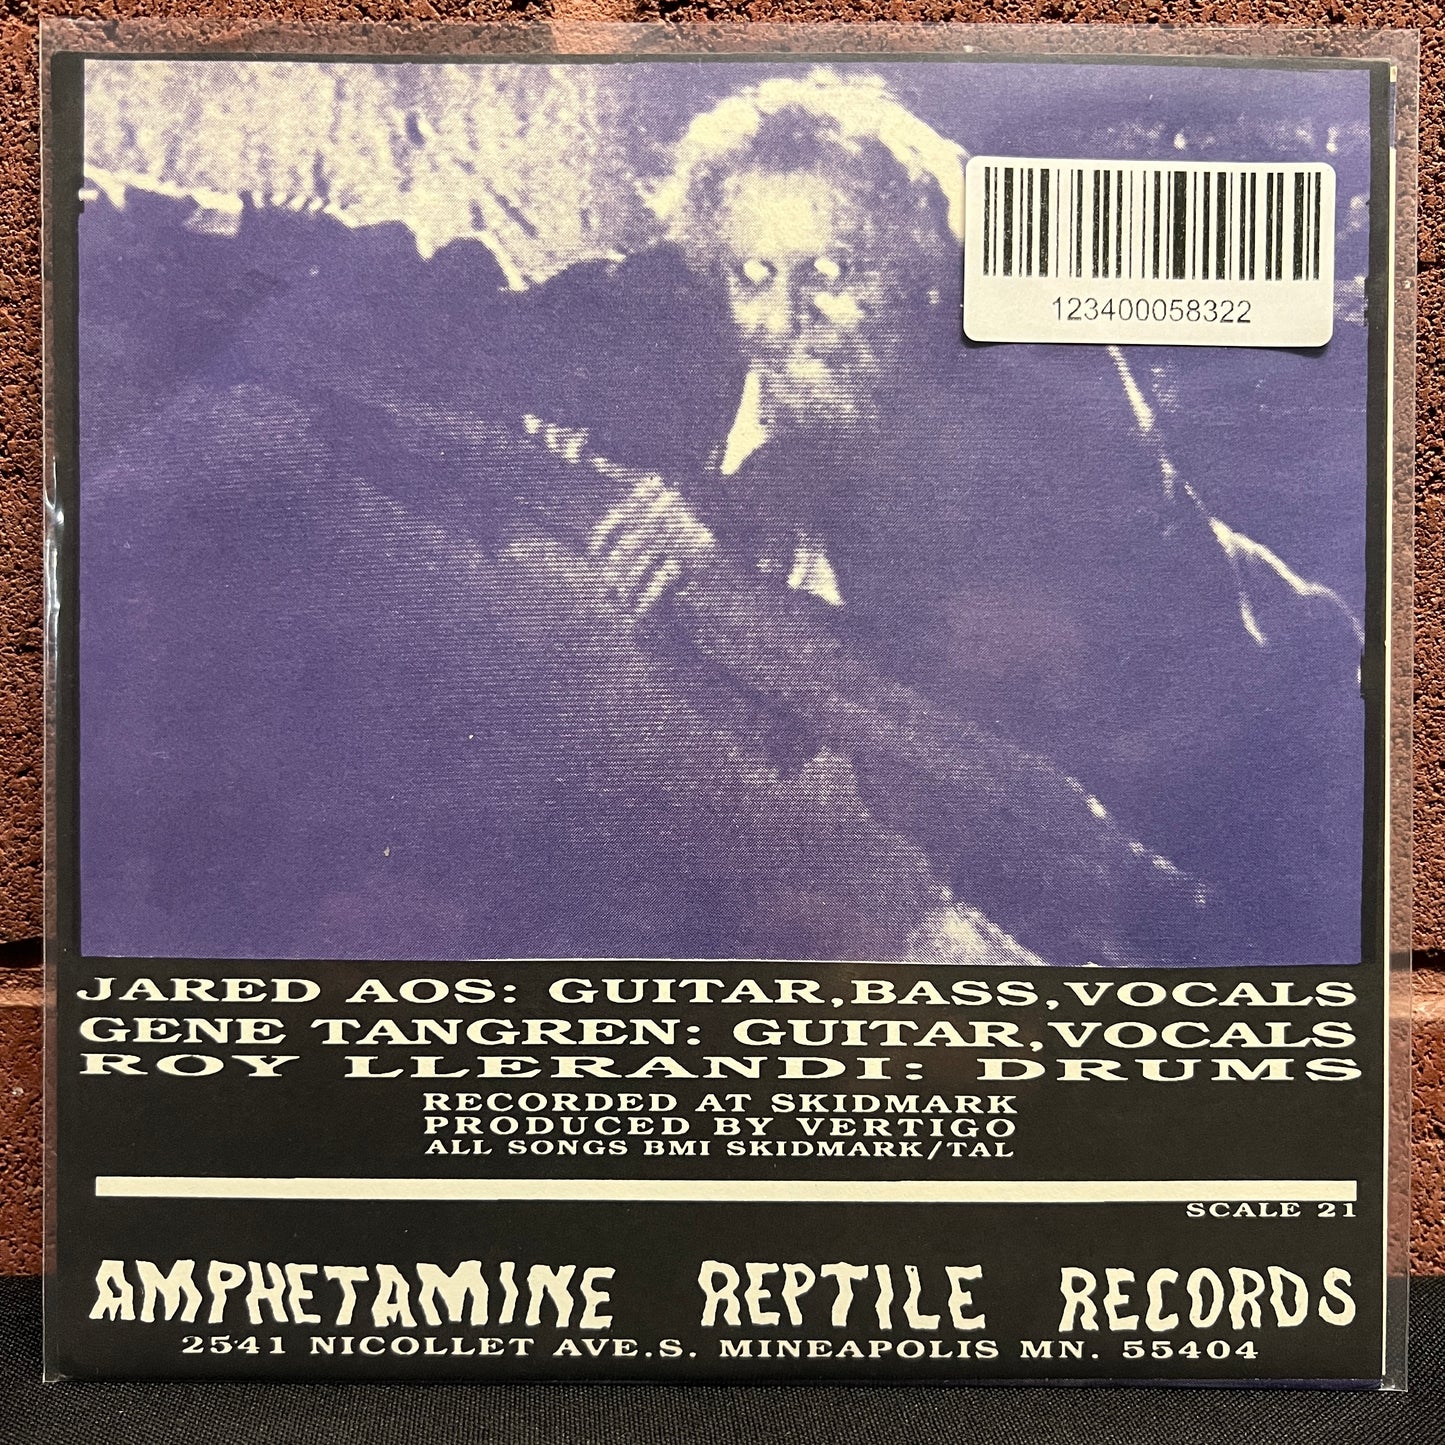 123400058322
JARED AOS: GUITAR,BASS,VOCALS
GENE TANGREN: GUITAR,VOCALS
ROY LLERANDI: DRUMS
RECORDED AT SKIDMARK
PRODUCED BY VERTIGO
ALL SONGS BMI SKIDMARK/TAL
SCALE 21
AMPHETAMINE REPTILE RECORDS
2541 NICOLLET AVE.S. MINEAPOLIS MN. 55404